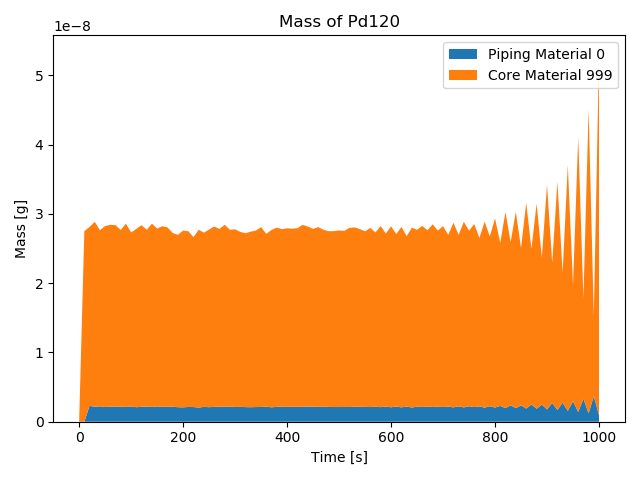 Mass of Pd120
1e−8
Piping Material 0
Core Material 999
5
4
3
2
1
0
Mass [g]
0 200 400 600 800 1000
Time [s]